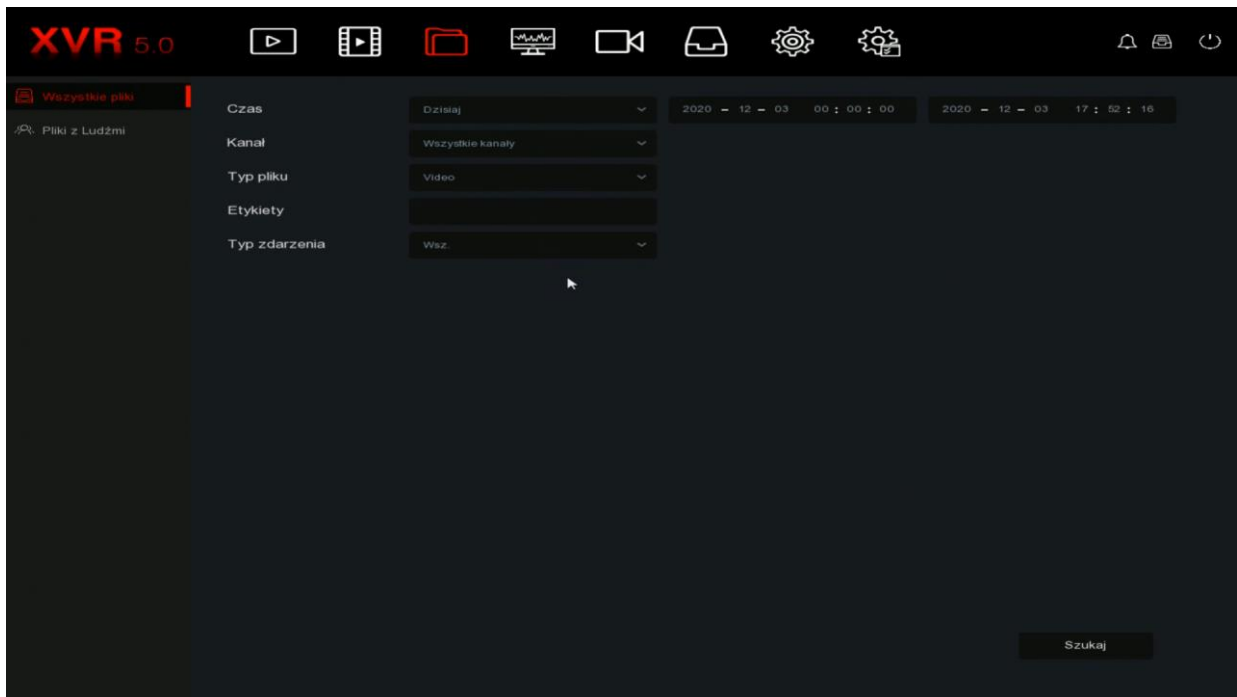 XVR 5.0
Wszystkie pliki
Pliki z Ludźmi
Czas Dzisiaj 2020 - 12 - 03 00 : 00 : 00 2020 - 12 - 03 17 : 52 : 16
Kanał Wszystkie kanały
Typ pliku Video
Etykiety
Typ zdarzenia Wsz.
Szukaj